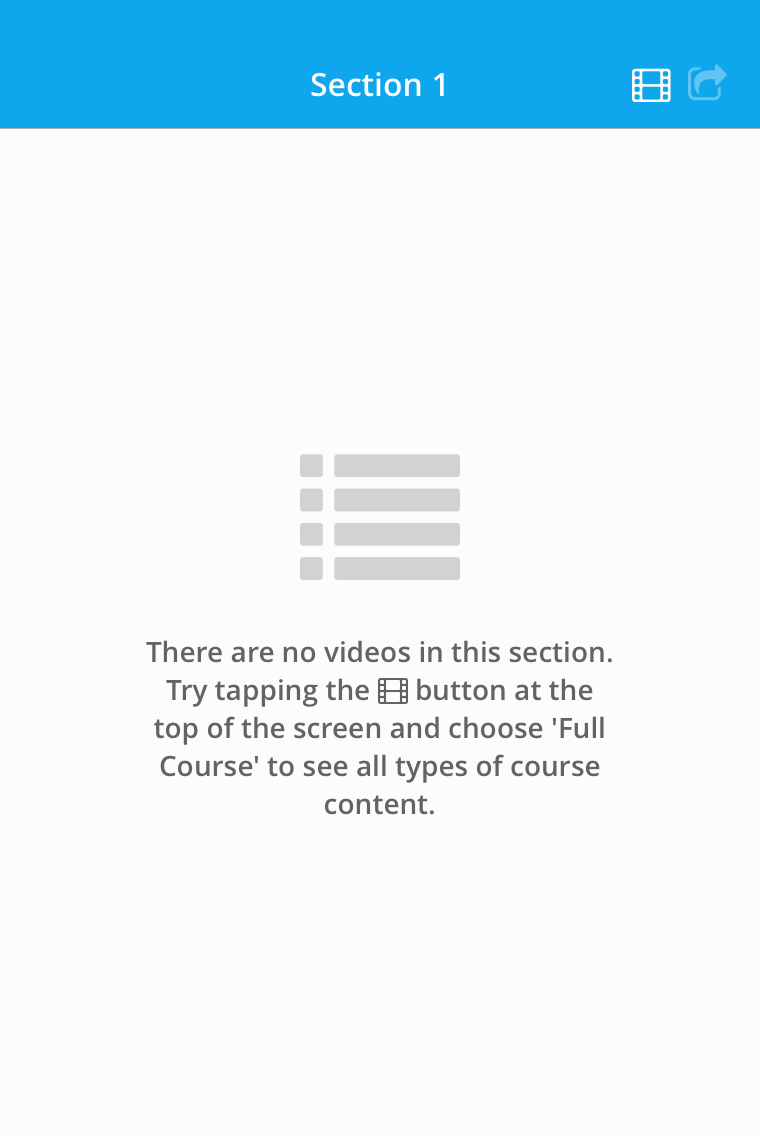 Section 1
There are no videos in this section.
Try tapping the button at the
top of the screen and choose 'Full
Course' to see all types of course
content.